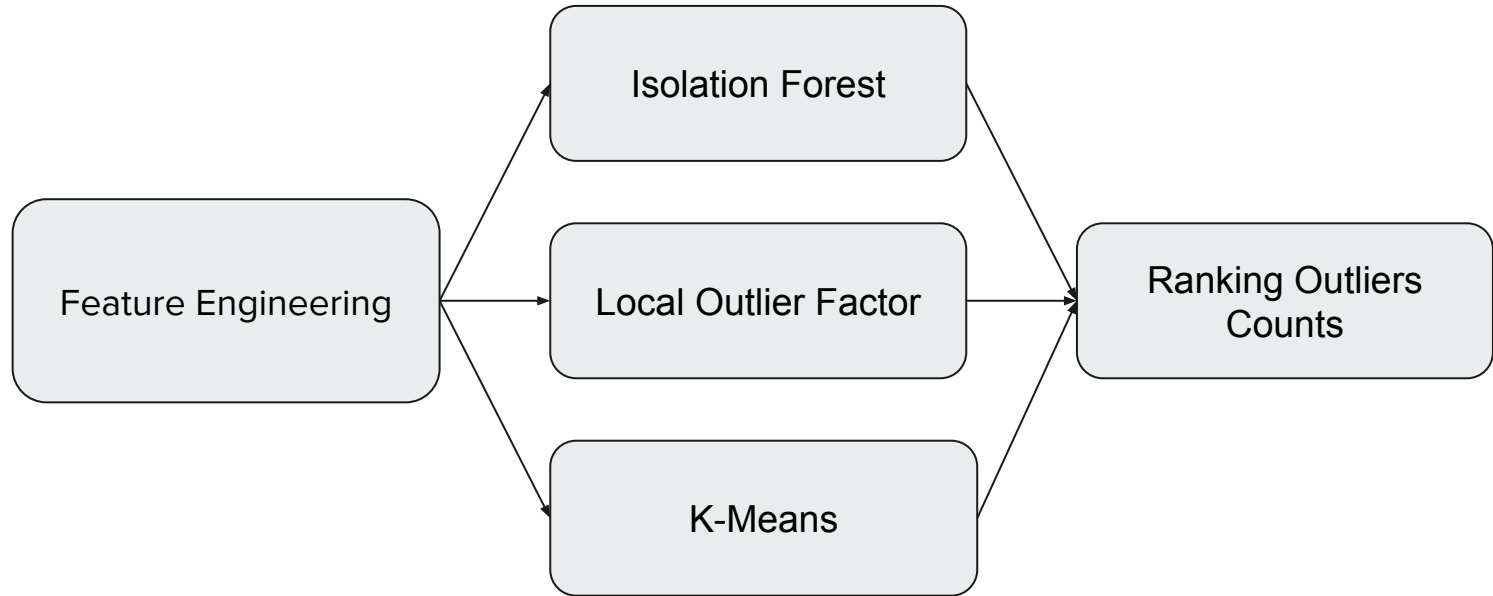 Isolation Forest
Feature Engineering
Local Outlier Factor
Ranking Outliers
Counts
K-Means